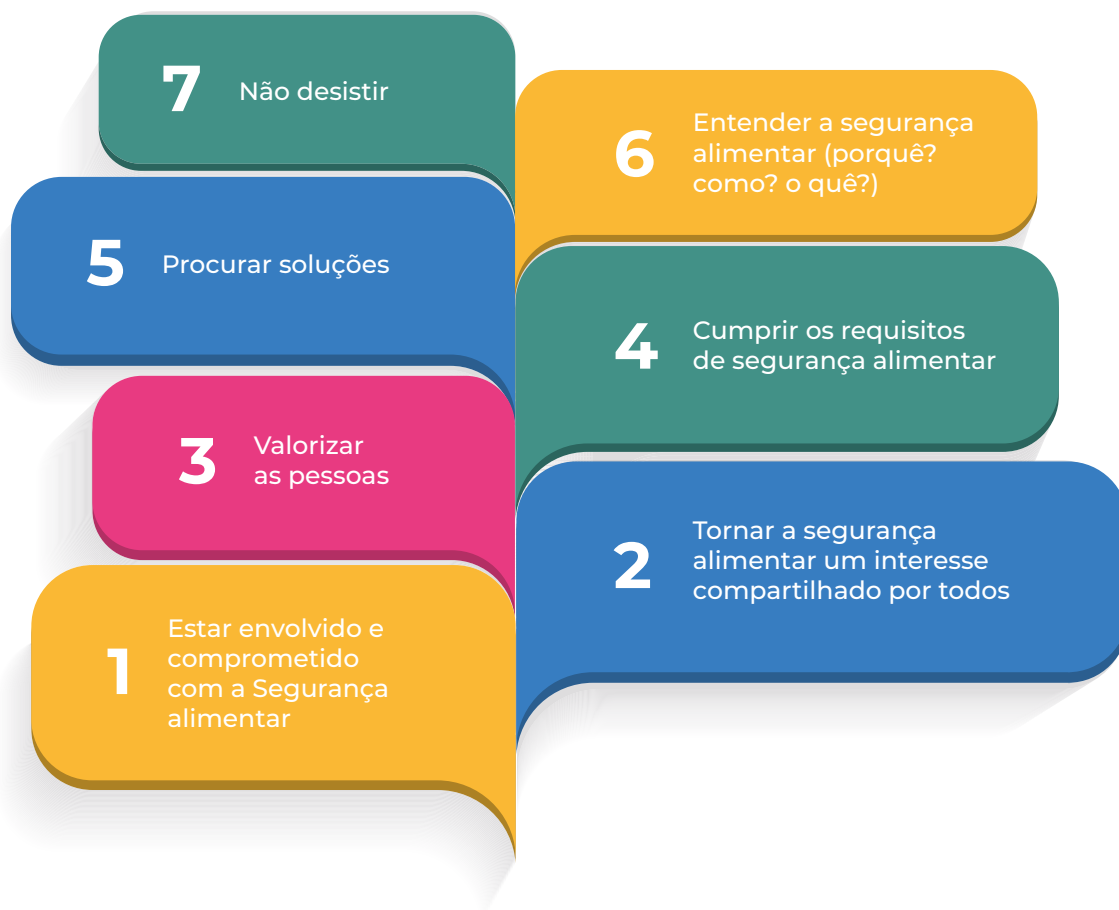 7 Não desistir
6 Entender a segurança
alimentar (porquê?
como? o quê?)
5 Procurar soluções
4 Cumprir os requisitos
de segurança alimentar
3 Valorizar
as pessoas
2 Tornar a segurança
alimentar um interesse
compartilhado por todos
1 Estar envolvido e
comprometido
com a Segurança
alimentar